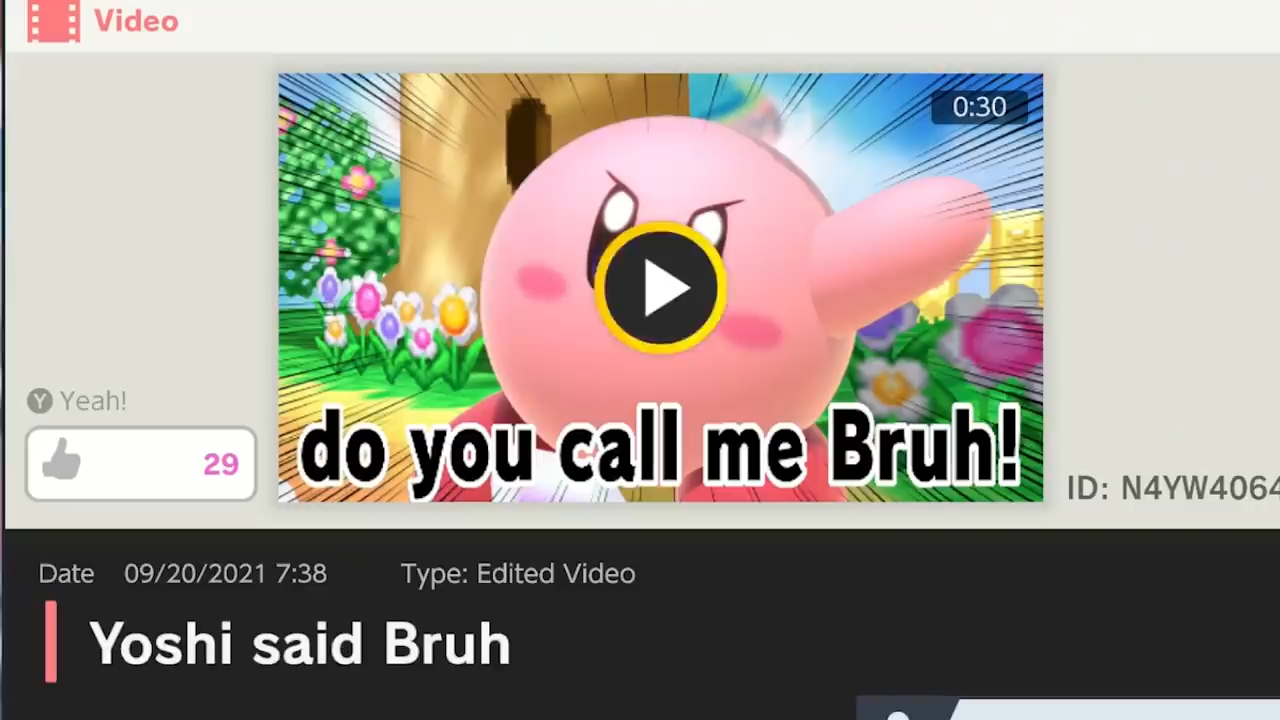 Video
0:30
do you call me Bruh!
Y Yeah!
29
ID: N4YW4064
Date 09/20/2021 7:38 Type: Edited Video
Yoshi said Bruh